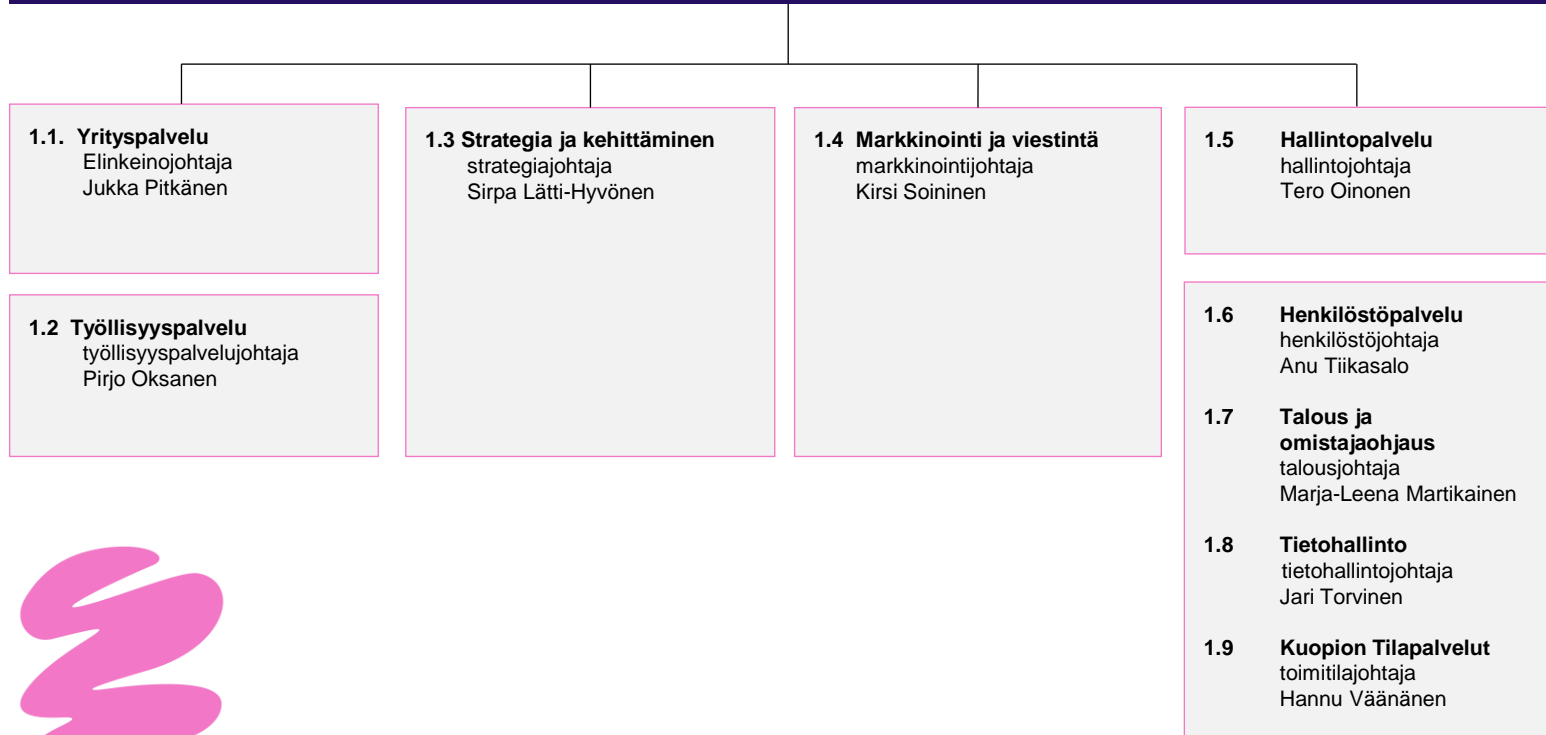 1.1. Yrityspalvelu
Elinkeinojohtaja
Jukka Pitkänen
1.2 Työllisyyspalvelu
työllisyyspalvelujohtaja
Pirjo Oksanen
1.3 Strategia ja kehittäminen
strategiajohtaja
Sirpa Lätti-Hyvönen
1.4 Markkinointi ja viestintä
markkinointijohtaja
Kirsi Soininen
1.5 Hallintopalvelu
hallintojohtaja
Tero Oinonen
1.6 Henkilöstöpalvelu
henkilöstöjohtaja
Anu Tiikasalo
1.7 Talous ja
omistajaohjaus
talousjohtaja
Marja-Leena Martikainen
1.8 Tietohallinto
tietohallintojohtaja
Jari Torvinen
1.9 Kuopion Tilapalvelut
toimitilajohtaja
Hannu Väänänen